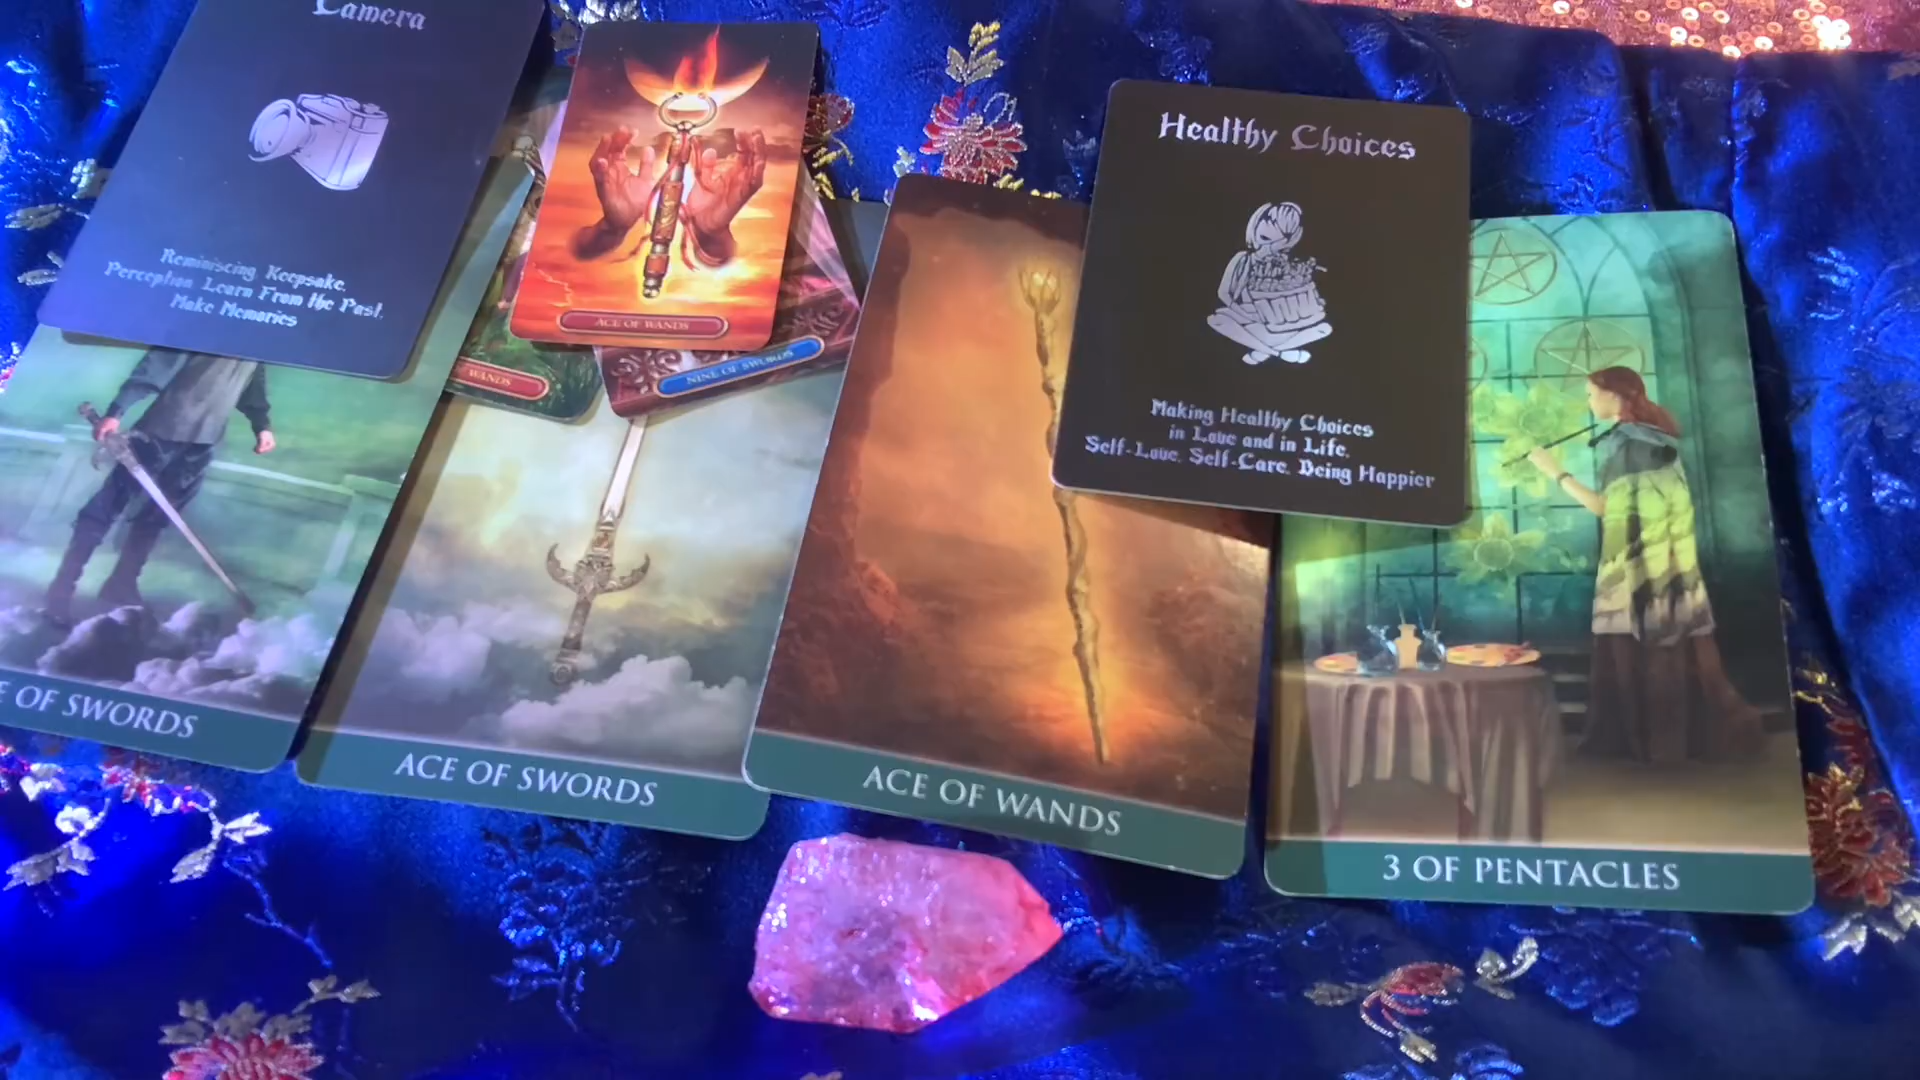 Camera
Reminiscing, Keepsake,
Perception, Learn From the Past,
Make Memories
ACE OF WANDS
WANDS
NINE OF SWORDS
Healthy Choices
Making Healthy Choices
in Love and in Life.
Self-Love, Self-Care, Being Happier
E OF SWORDS
ACE OF SWORDS
ACE OF WANDS
3 OF PENTACLES